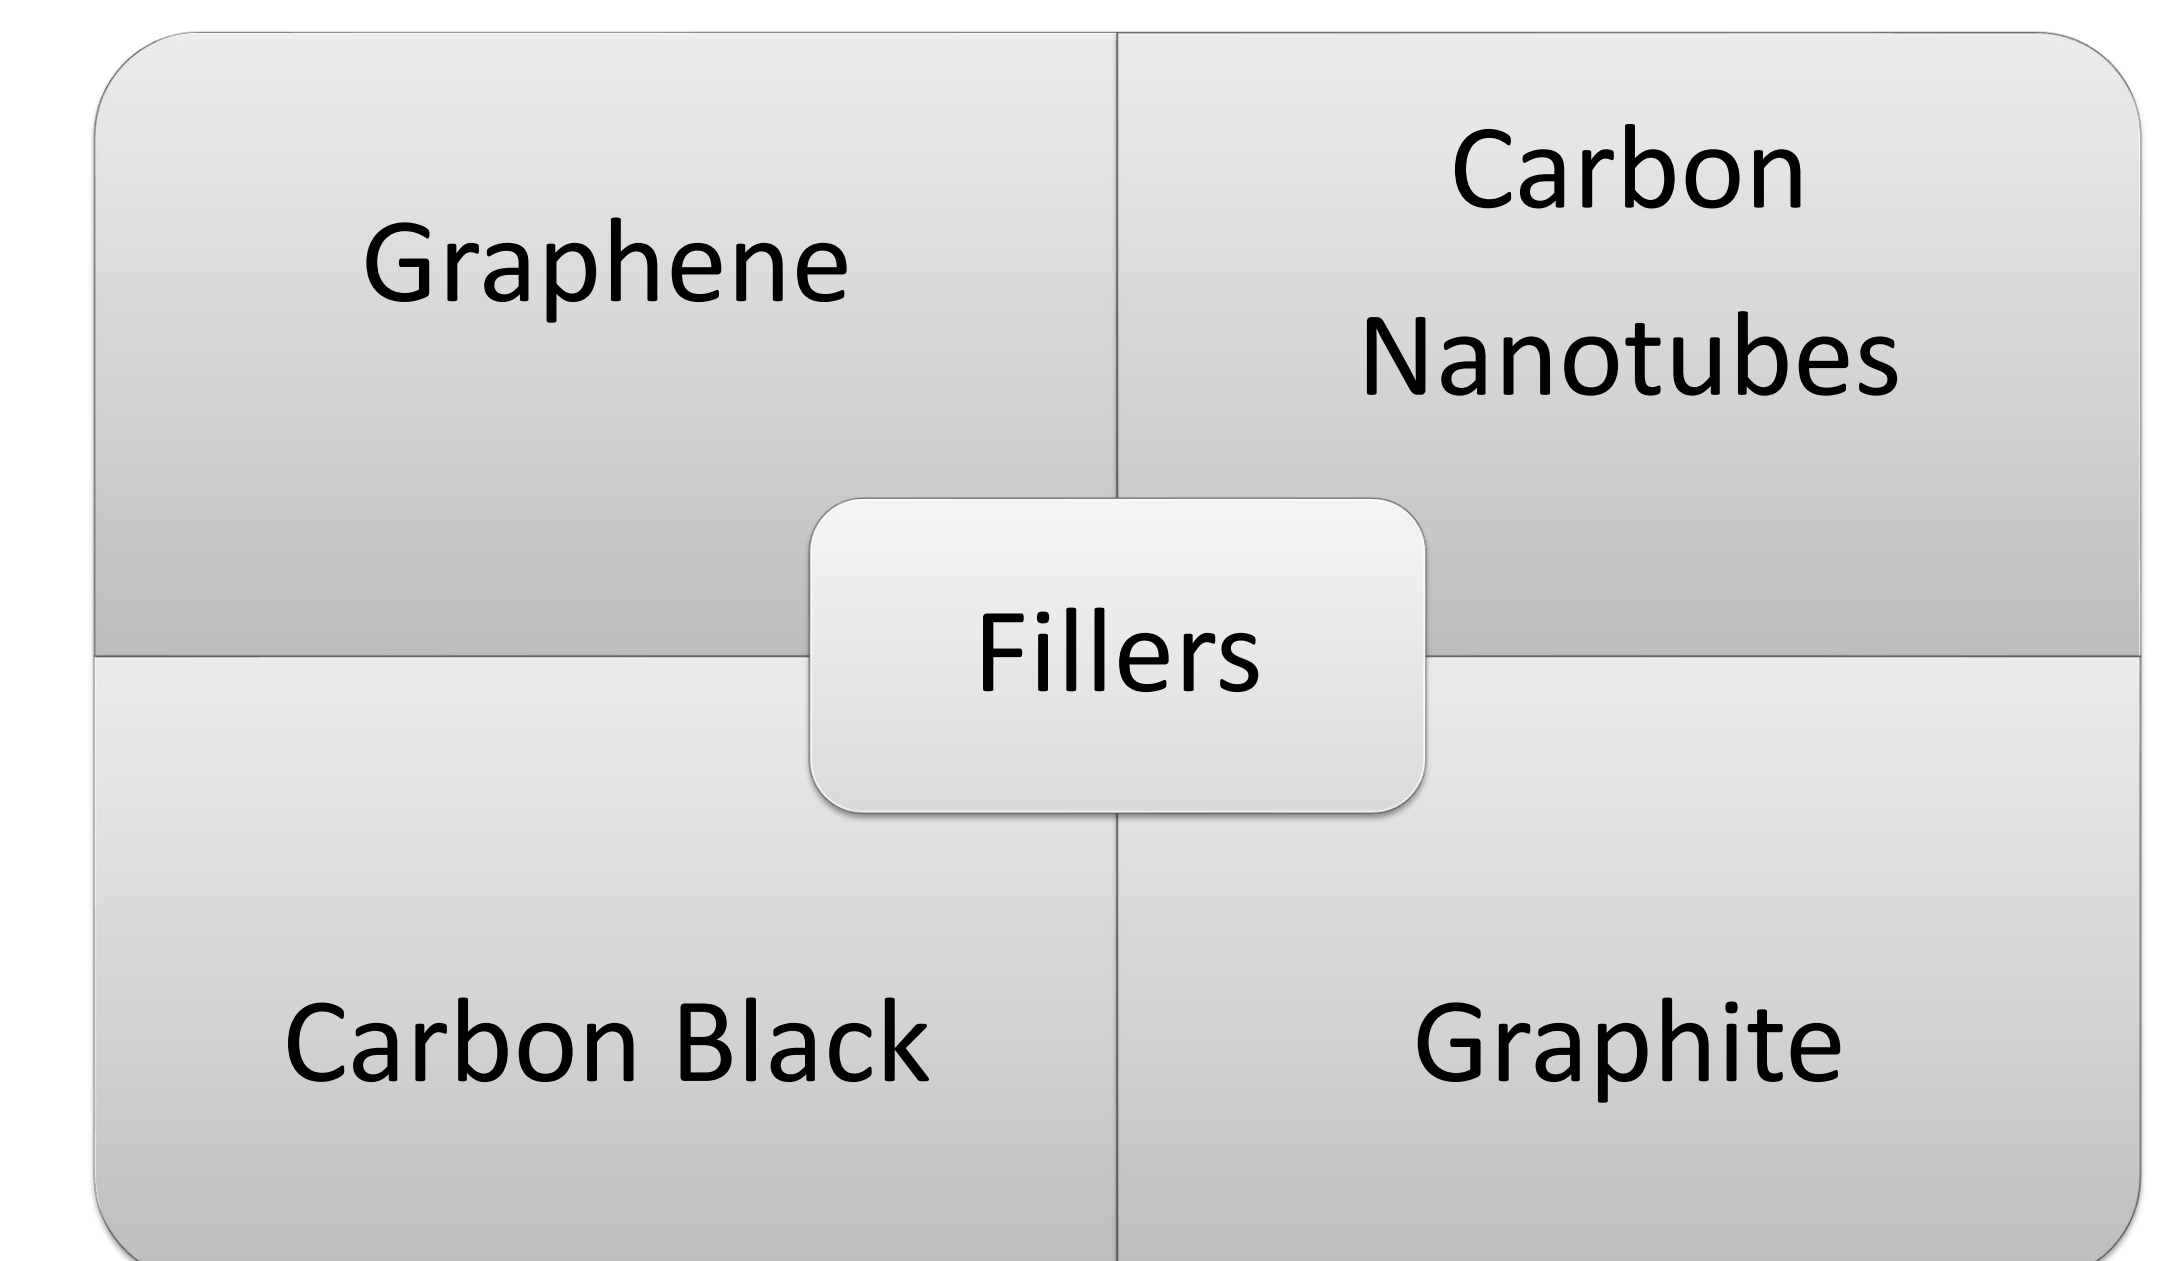 Graphene
Carbon
Nanotubes
Fillers
Carbon Black
Graphite